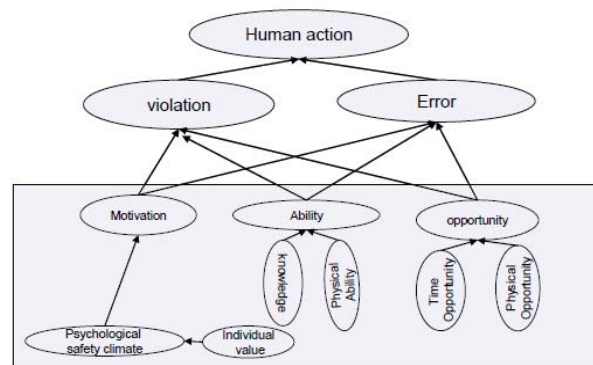 Human action
violation
Error
Motivation
Ability
opportunity
knowledge
Physical
Ability
Time
Opportunity
Physical
Opportunity
Psychological
safety climate
Individual
value